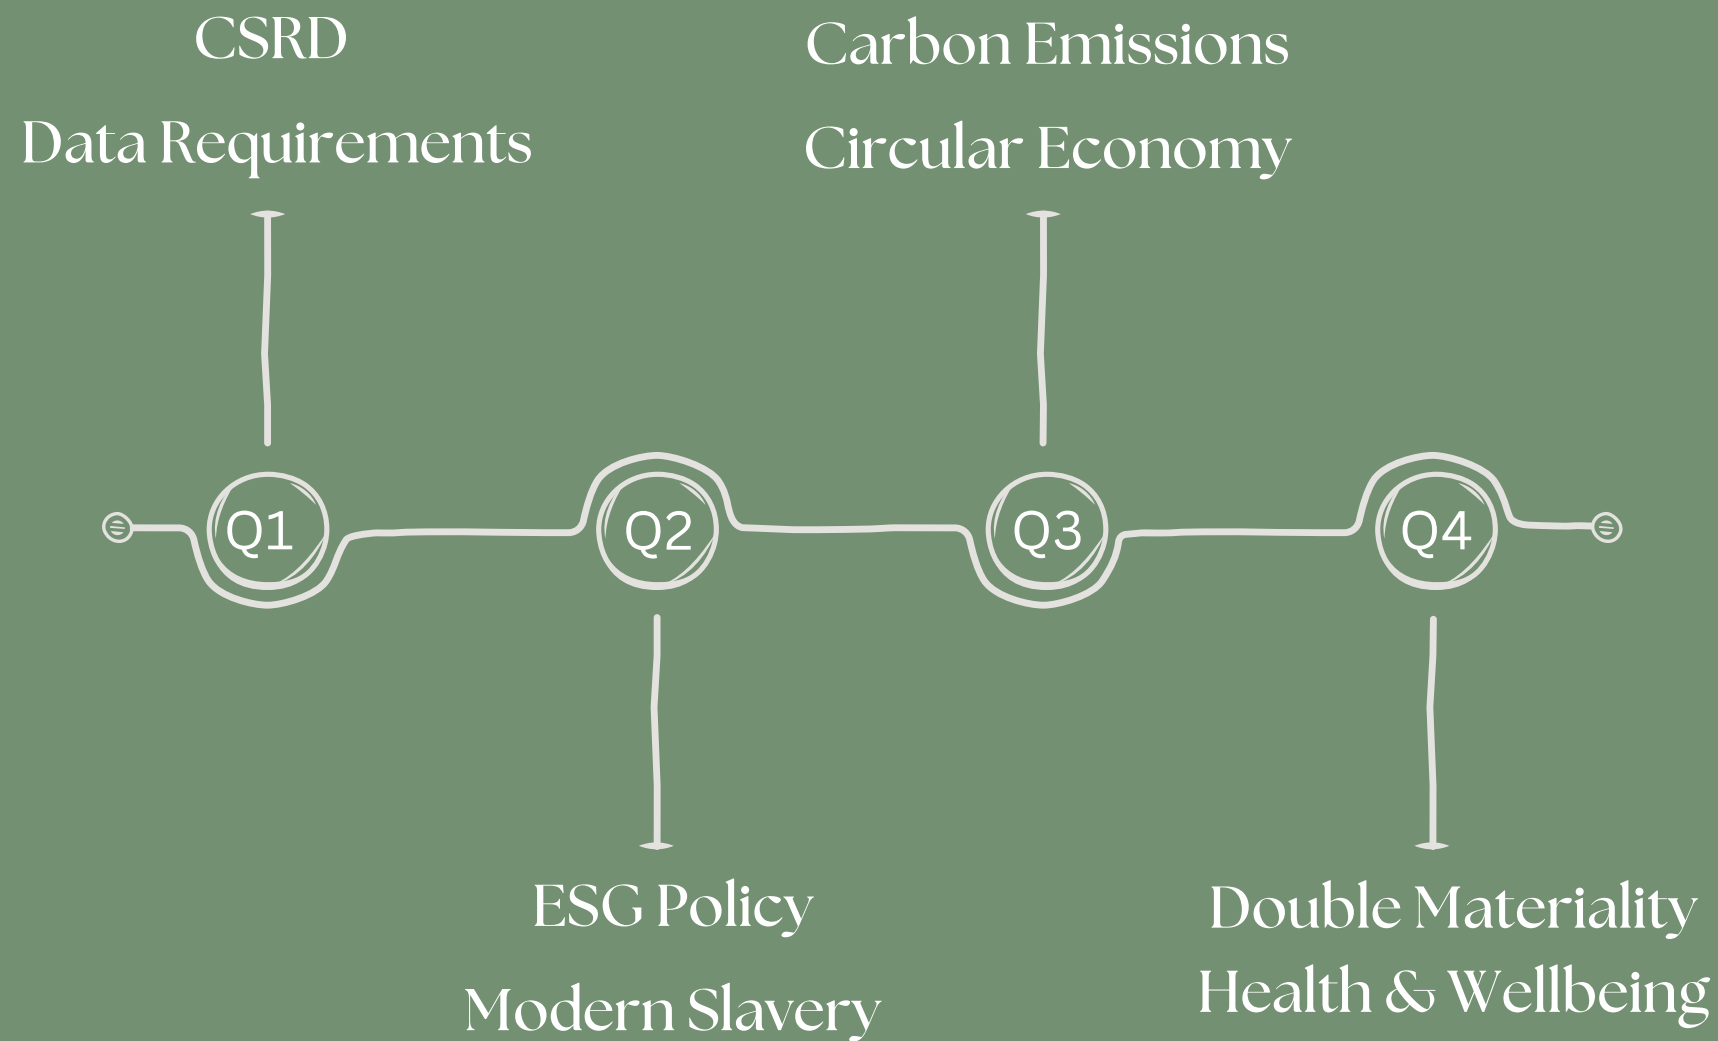 CSRD
Data Requirements
Carbon Emissions
Circular Economy
Q1
Q2
Q3
Q4
ESG Policy
Modern Slavery
Double Materiality
Health & Wellbeing